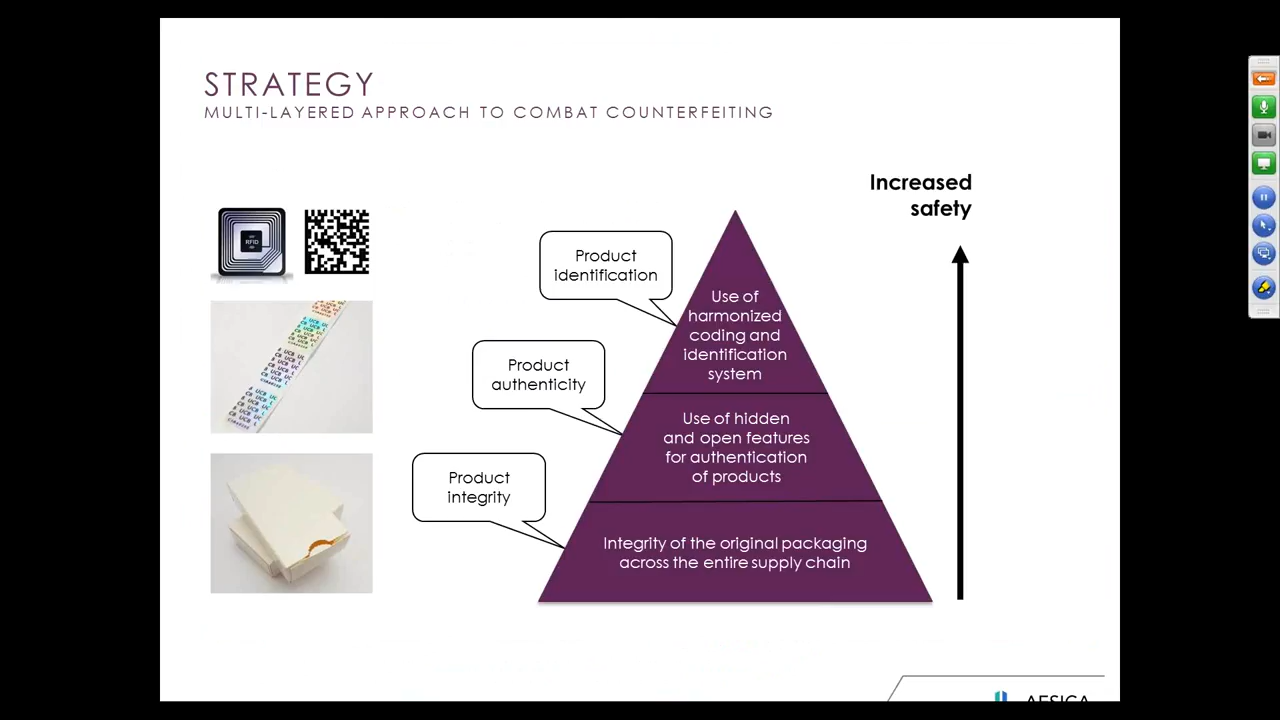 STRATEGY
MULTI-LAYERED APPROACH TO COMBAT COUNTERFEITING
Increased
safety
RFID
Product
identification
Use of
harmonized
coding and
identification
system
Product
authenticity
Use of hidden
and open features
for authentication
of products
Product
integrity
Integrity of the original packaging
across the entire supply chain
AESICA